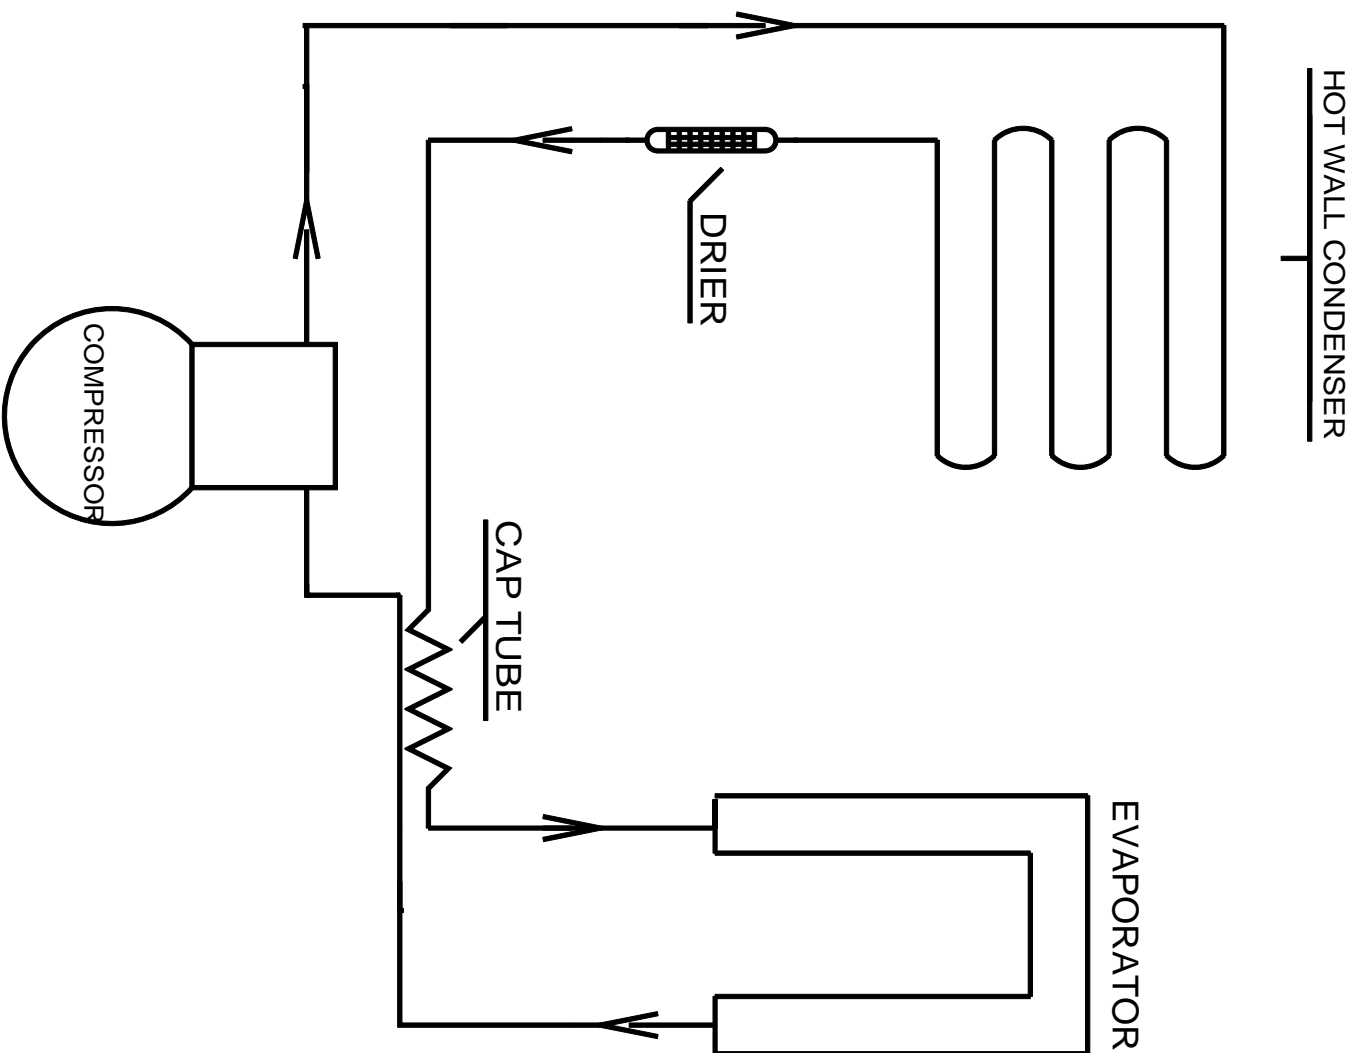 HOT WALL CONDENSER
DRIER
COMPRESSOR
CAP TUBE
EVAPORATOR